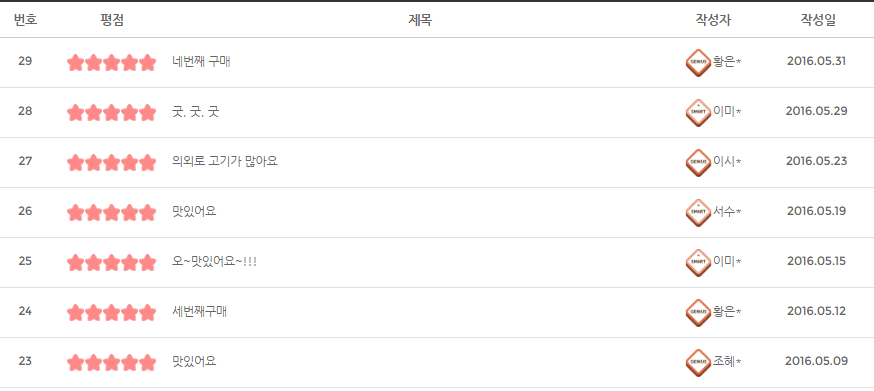 번호 평점 제목 작성자 작성일
29 네번째 구매 GENIUS 황은* 2016.05.31
28 굿, 굿, 굿 SMART 이미* 2016.05.29
27 의외로 고기가 많아요 GENIUS 이시* 2016.05.23
26 맛있어요 SMART 서수* 2016.05.19
25 오~맛있어요~!!! SMART 이미* 2016.05.15
24 세번째구매 GENIUS 황은* 2016.05.12
23 맛있어요 GENIUS 조혜* 2016.05.09